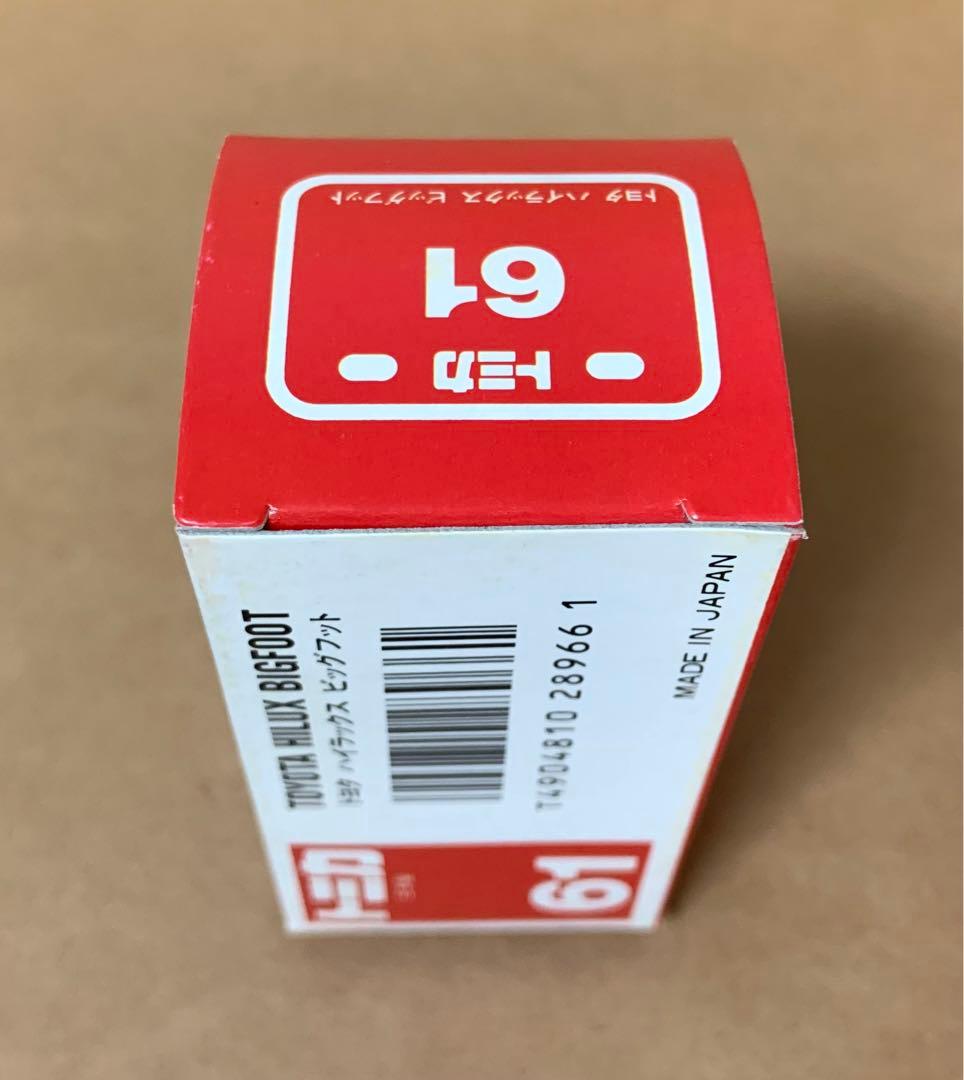 トミカ
61
トヨタ ハイラックス ビッグフット
トミカ
61
TOYOTA HILUX BIGFOOT
トヨタ ハイラックス ビッグフット
T4904810 28966 1
MADE IN JAPAN